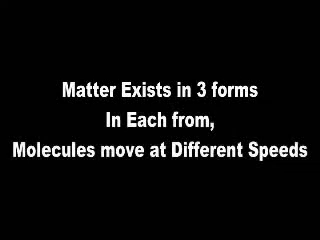 Matter Exists in 3 forms
In Each from,
Molecules move at Different Speeds